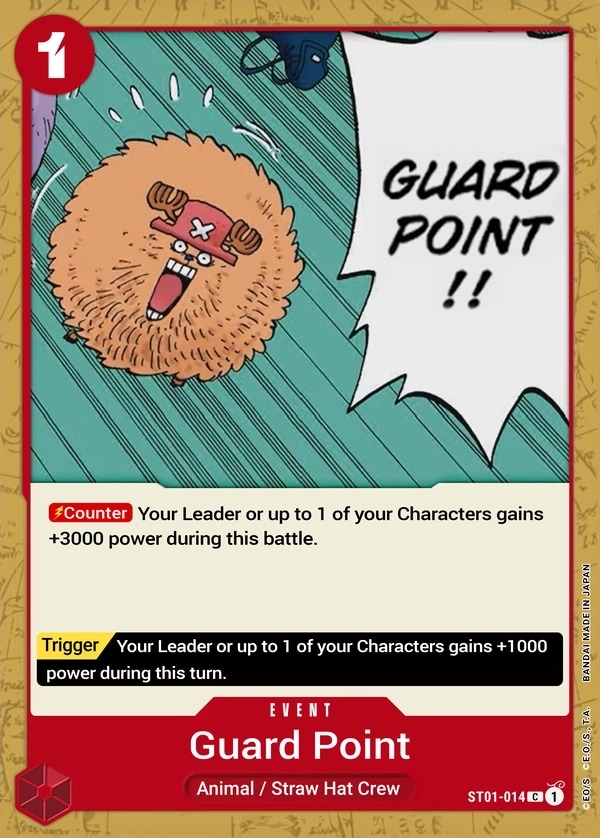 1
GUARD
POINT
!!
Counter Your Leader or up to 1 of your Characters gains
+3000 power during this battle.
Trigger Your Leader or up to 1 of your Characters gains +1000
power during this turn.
EVENT
Guard Point
Animal / Straw Hat Crew
ST01-014 C 1
©E.O/S. ©E.O./S.,T.A. BANDAI MADE IN JAPAN